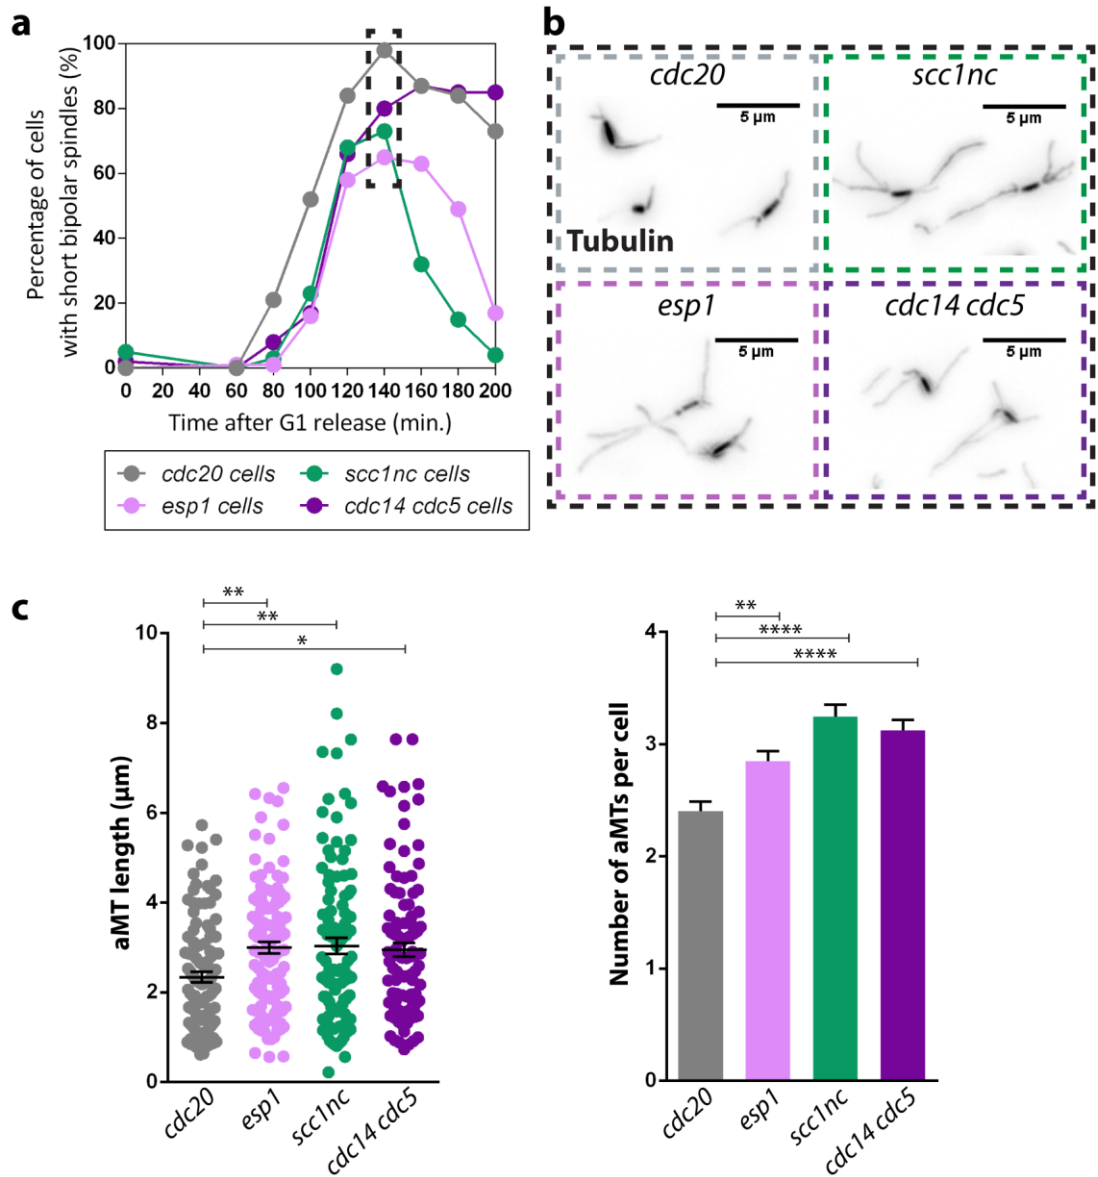 a
Percentage of cells
with short bipolar spindles (%)
100
80
60
40
20
0
0 20 40 60 80 100 120 140 160 180 200
Time after G1 release (min.)
cdc20 cells
scc1nc cells
esp1 cells
cdc14 cdc5 cells
b
cdc20
5 µm
Tubulin
scc1nc
5 µm
esp1
5 µm
cdc14 cdc5
5 µm
c
**
**
*
aMT length (µm)
10
8
6
4
2
0
cdc20
esp1
scc1nc
cdc14 cdc5
**
****
****
Number of aMTs per cell
4
3
2
1
0
cdc20
esp1
scc1nc
cdc14 cdc5